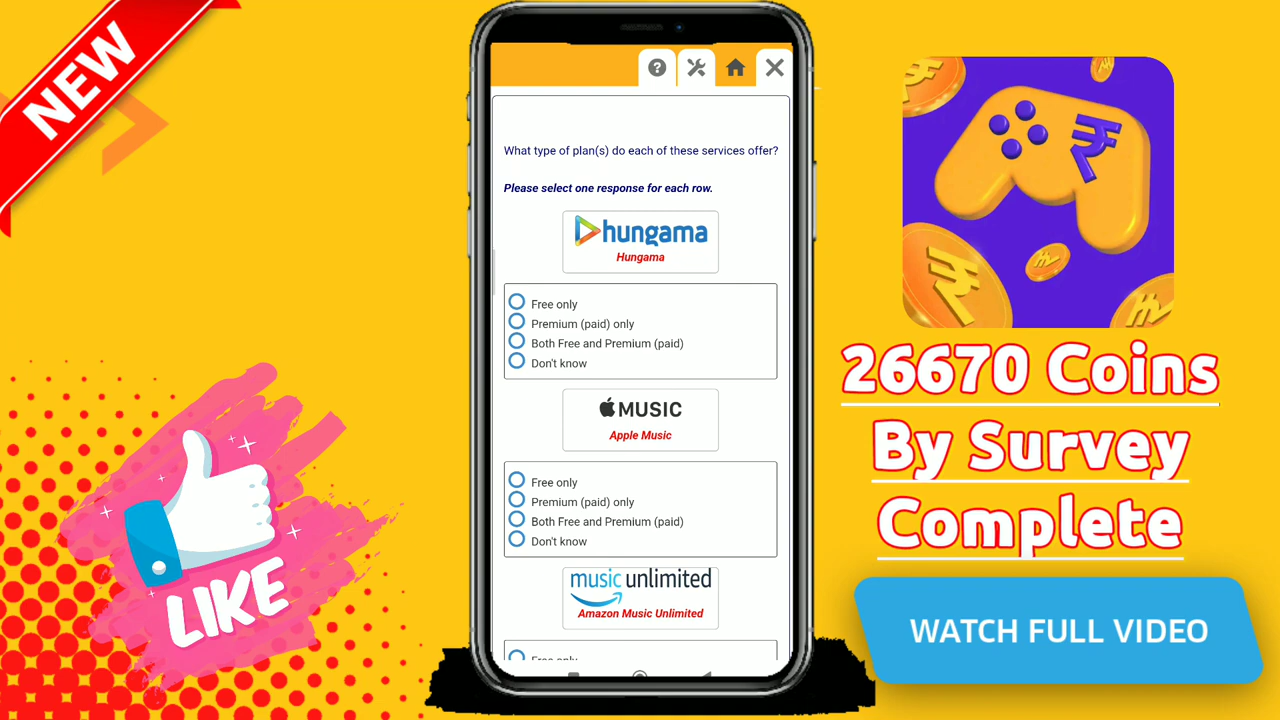 NEW
What type of plan(s) do each of these services offer?
Please select one response for each row.
hungama
Hungama
Free only
Premium (paid) only
Both Free and Premium (paid)
Don't know
MUSIC
Apple Music
Free only
Premium (paid) only
Both Free and Premium (paid)
Don't know
music unlimited
Amazon Music Unlimited
Free only
LIKE
₹
₹
₹
₹
₹
₹
26670 Coins
By Survey
Complete
WATCH FULL VIDEO